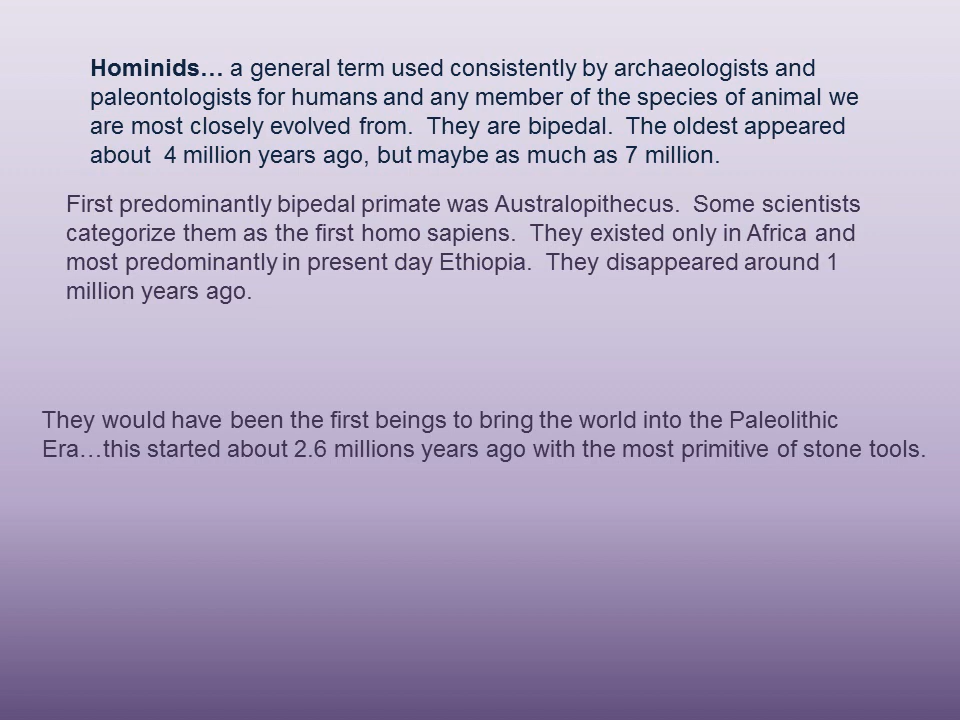 Hominids… a general term used consistently by archaeologists and
paleontologists for humans and any member of the species of animal we
are most closely evolved from.  They are bipedal.  The oldest appeared
about  4 million years ago, but maybe as much as 7 million.
First predominantly bipedal primate was Australopithecus.  Some scientists
categorize them as the first homo sapiens.  They existed only in Africa and
most predominantly in present day Ethiopia.  They disappeared around 1
million years ago.
They would have been the first beings to bring the world into the Paleolithic
Era…this started about 2.6 millions years ago with the most primitive of stone tools.